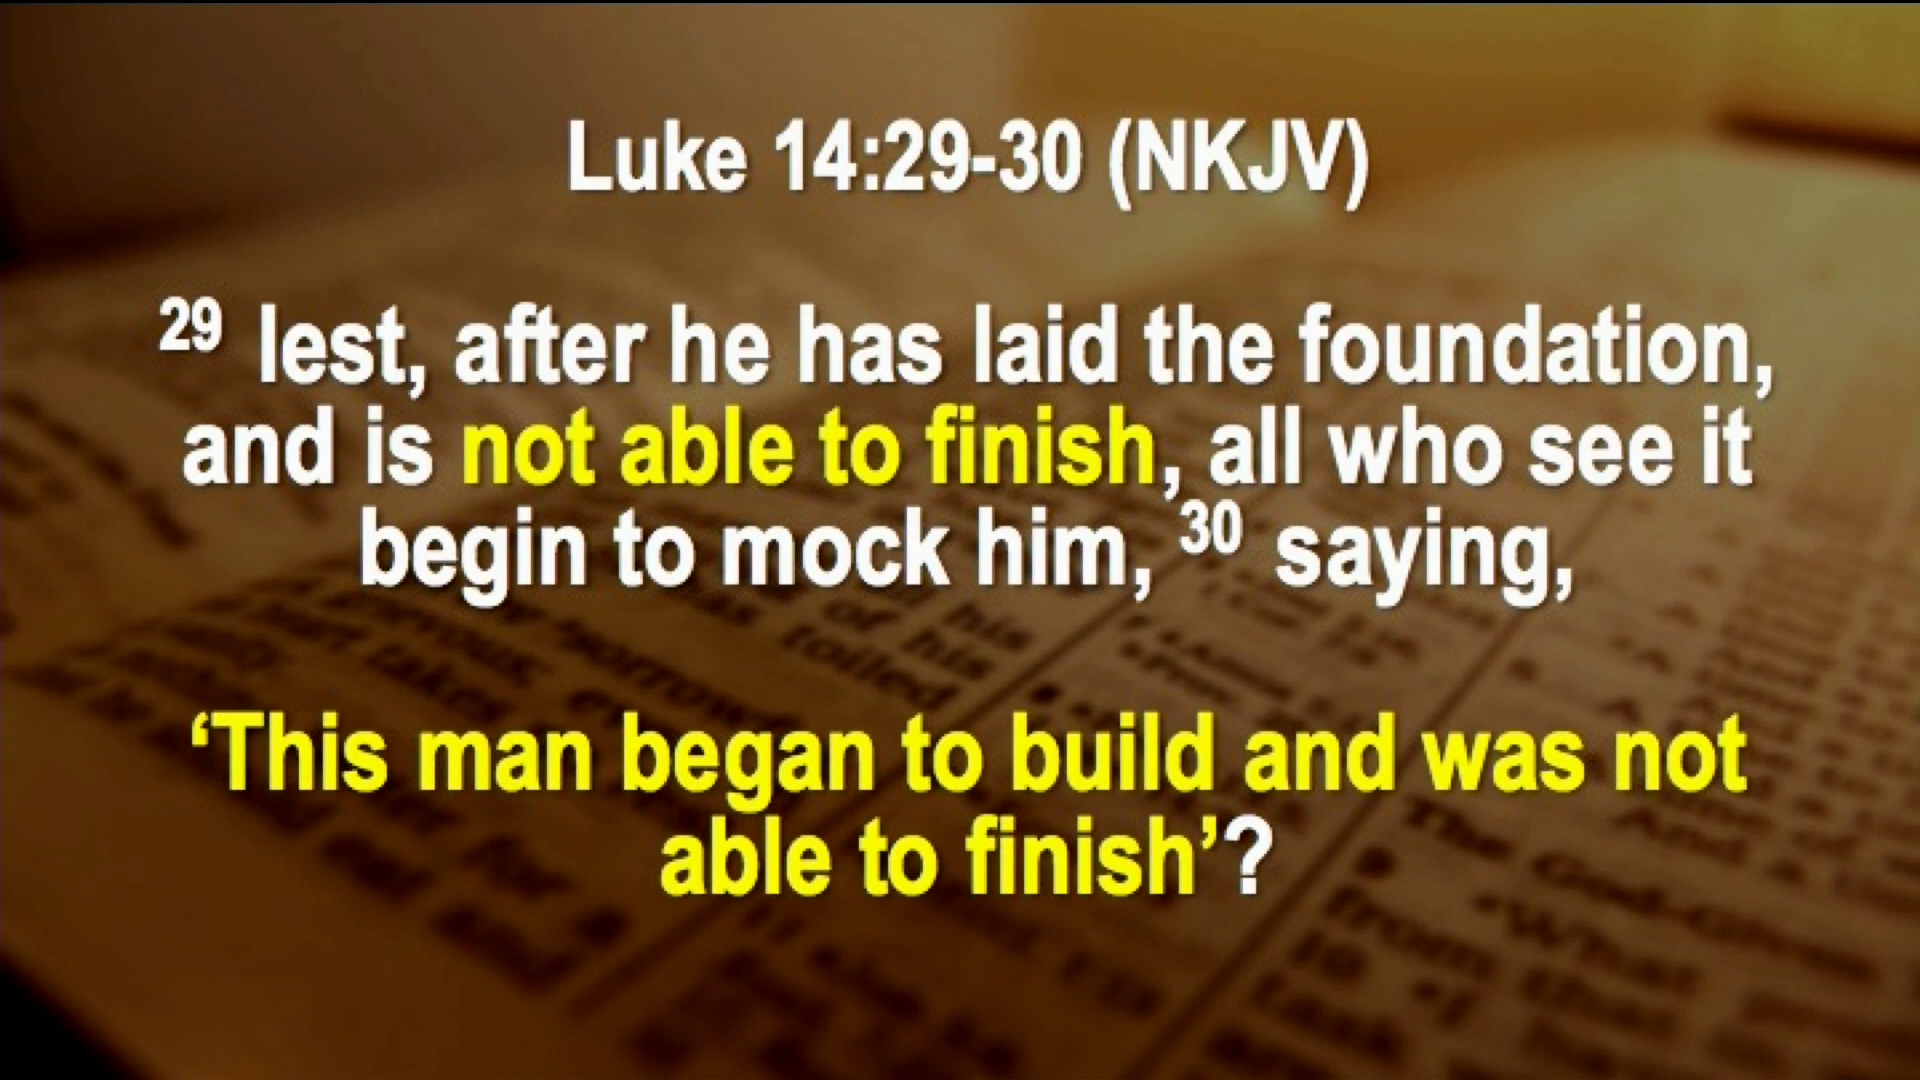 Luke 14:29-30 (NKJV)
29 lest, after he has laid the foundation,
and is not able to finish, all who see it
begin to mock him, 30 saying,
‘This man began to build and was not
able to finish’?